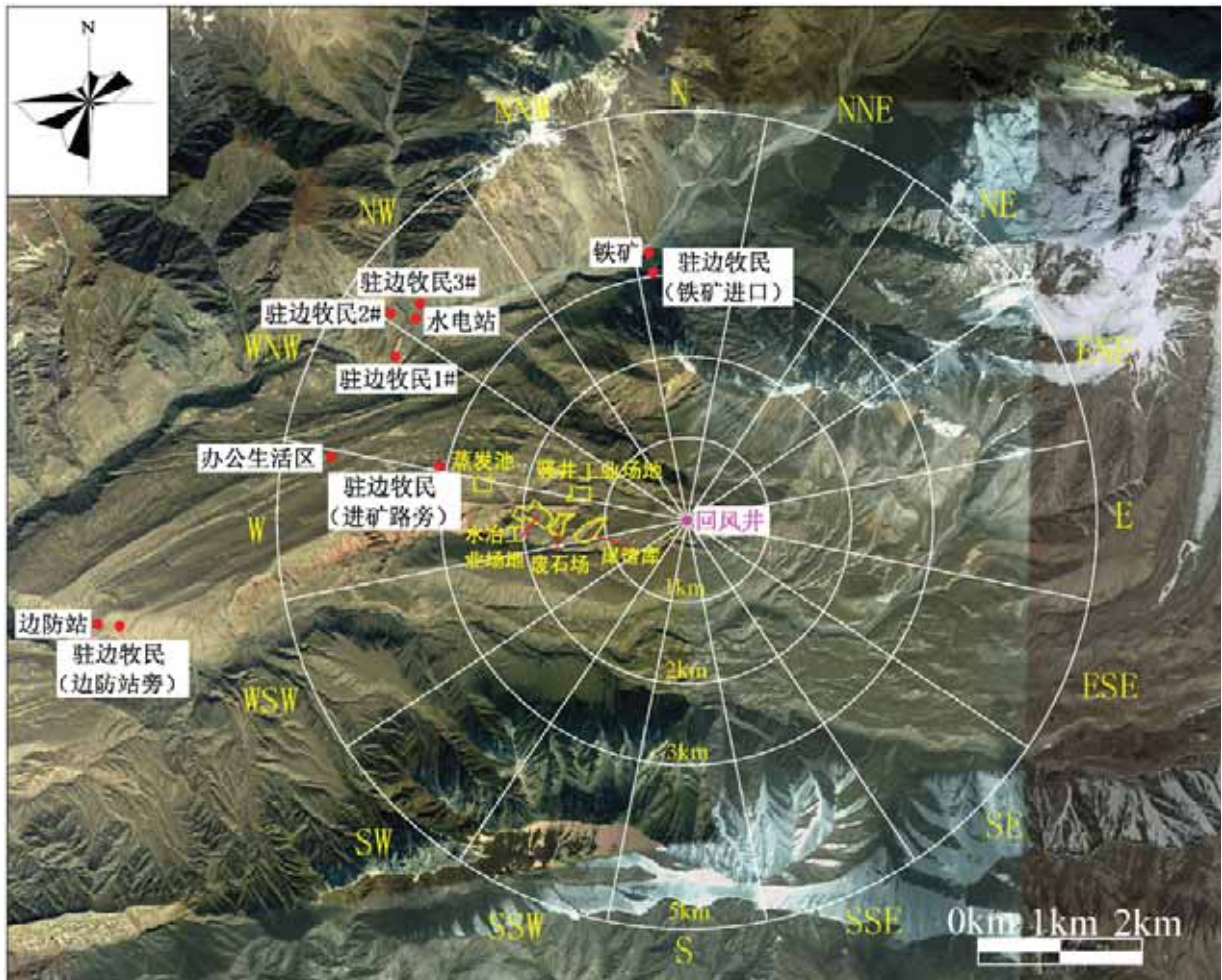 N
N
NNW
NNE
NW
NE
铁矿
驻边牧民
（铁矿进口）
驻边牧民3#
驻边牧民2#
水电站
WNW
ENE
驻边牧民1#
办公生活区
蒸发池
驻边牧民
（进矿路旁）
工业场地
回风井
W
E
水冶工
业场地
废石场
1km
边防站
驻边牧民
（边防站旁）
2km
WSW
ESE
3km
SW
SE
5km
SSW
SSE
S
0km 1km 2km